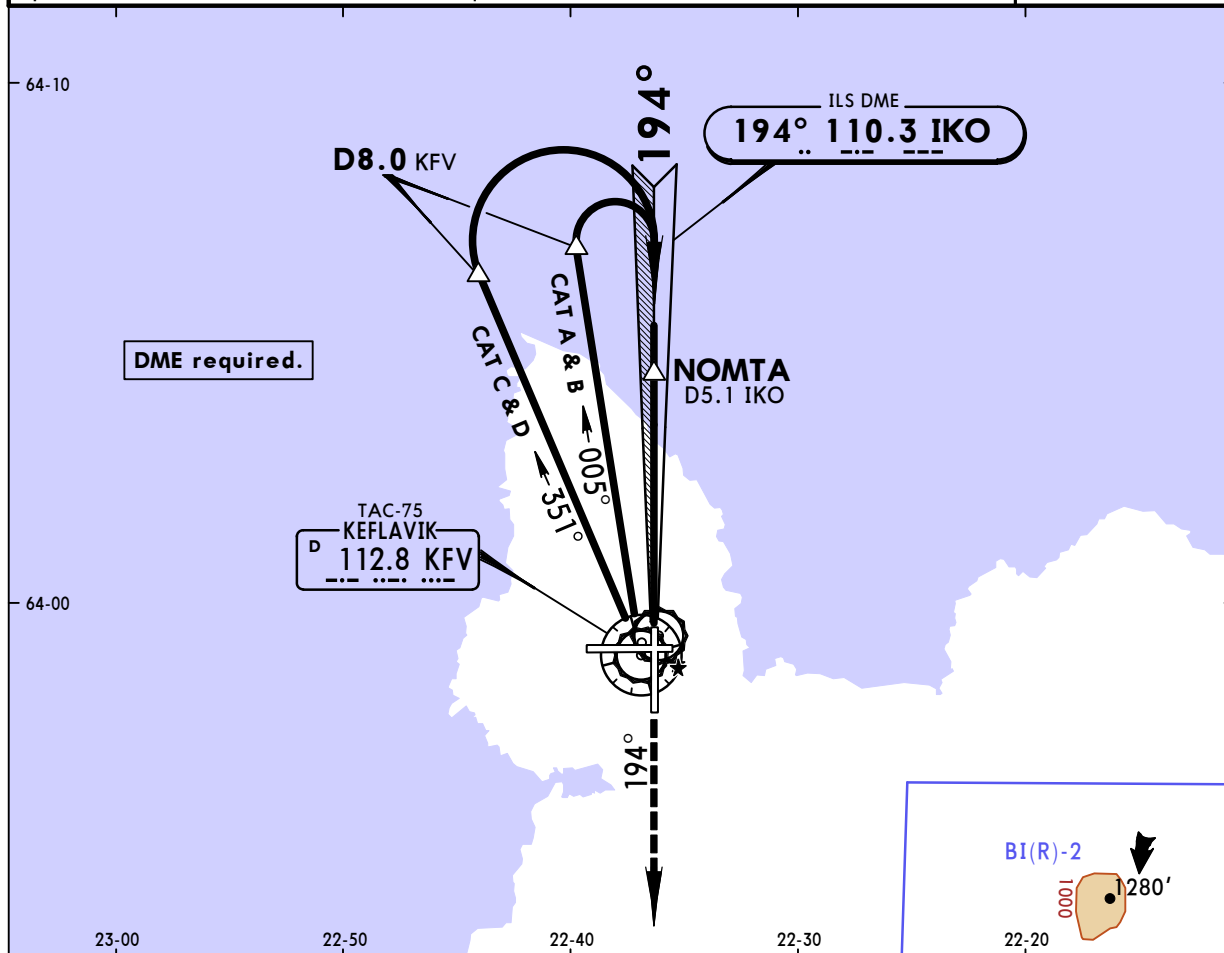 64-10
194°
ILS DME
194° 110.3 IKO
D8.0 KFV
CAT A & B
CAT C & D
DME required.
NOMTA
D5.1 IKO
005°
351°
TAC-75
KEFLAVIK
D 112.8 KFV
64-00
194°
BI(R)-2
1000
1280'
23-00
22-50
22-40
22-30
22-20